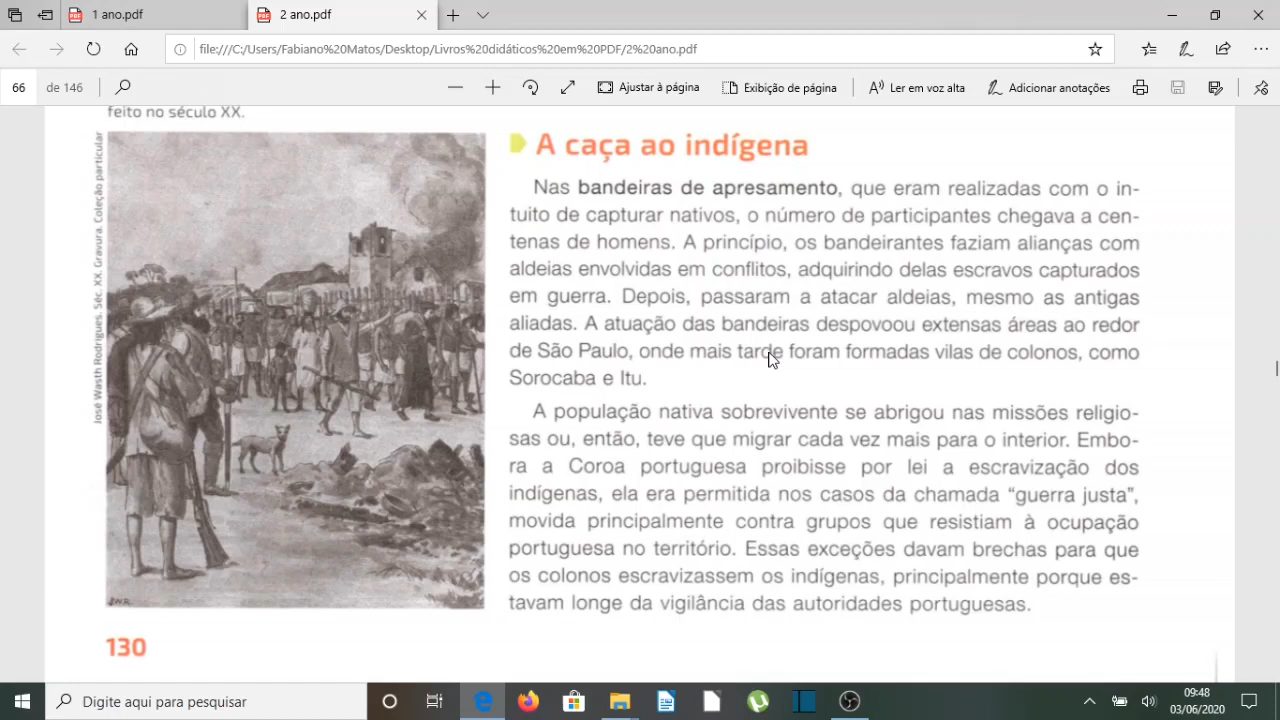 1 ano.pdf
2 ano.pdf
file:///C:/Users/Fabiano%20Matos/Desktop/Livros%20didáticos%20em%20PDF/2%20ano.pdf
66 de 146
Ajustar à página
Exibição de página
Ler em voz alta
Adicionar anotações
feito no século XX.
José Wasth Rodrigues. Séc. XX. Gravura. Coleção particular
JWR
A caça ao indígena
Nas bandeiras de apresamento, que eram realizadas com o in-
tuito de capturar nativos, o número de participantes chegava a cen-
tenas de homens. A princípio, os bandeirantes faziam alianças com
aldeias envolvidas em conflitos, adquirindo delas escravos capturados
em guerra. Depois, passaram a atacar aldeias, mesmo as antigas
aliadas. A atuação das bandeiras despovoou extensas áreas ao redor
de São Paulo, onde mais tarde foram formadas vilas de colonos, como
Sorocaba e Itu.
A população nativa sobrevivente se abrigou nas missões religio-
sas ou, então, teve que migrar cada vez mais para o interior. Embo-
ra a Coroa portuguesa proibisse por lei a escravização dos
indígenas, ela era permitida nos casos da chamada “guerra justa”,
movida principalmente contra grupos que resistiam à ocupação
portuguesa no território. Essas exceções davam brechas para que
os colonos escravizassem os indígenas, principalmente porque es-
tavam longe da vigilância das autoridades portuguesas.
130
Digite aqui para pesquisar
09:48
03/06/2020